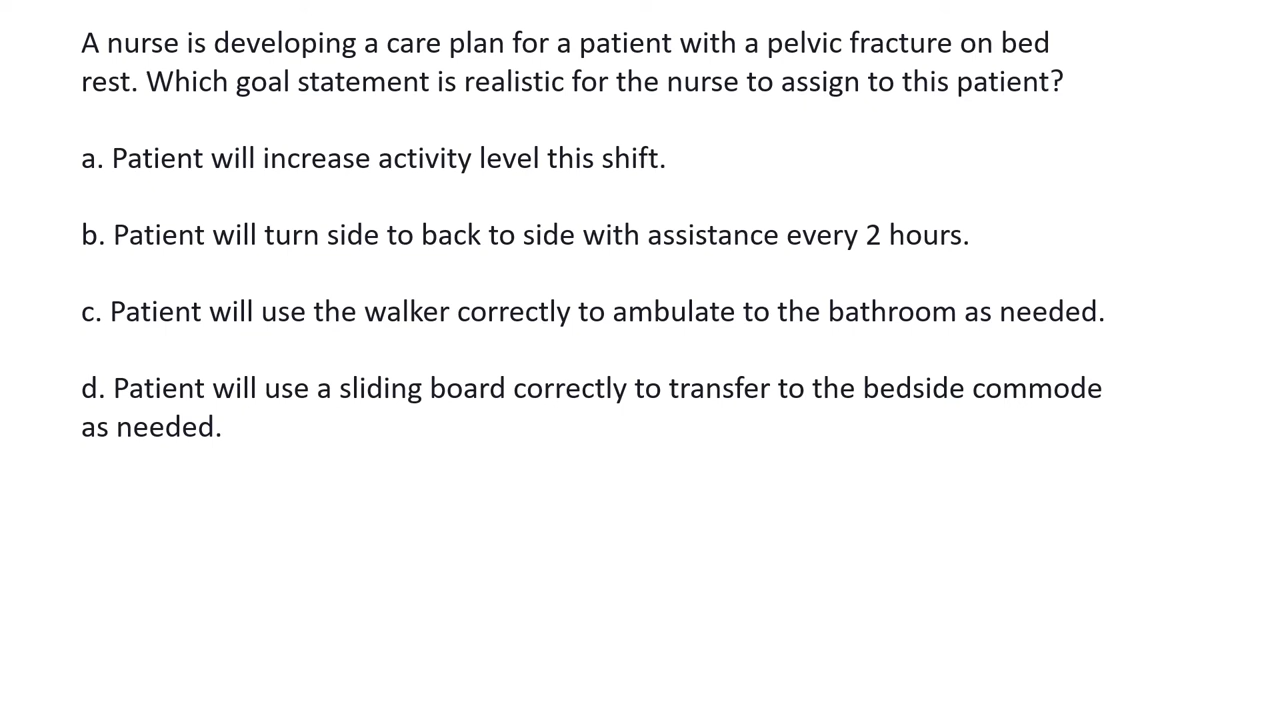 A nurse is developing a care plan for a patient with a pelvic fracture on bed
rest. Which goal statement is realistic for the nurse to assign to this patient?
a. Patient will increase activity level this shift.
b. Patient will turn side to back to side with assistance every 2 hours.
c. Patient will use the walker correctly to ambulate to the bathroom as needed.
d. Patient will use a sliding board correctly to transfer to the bedside commode
as needed.